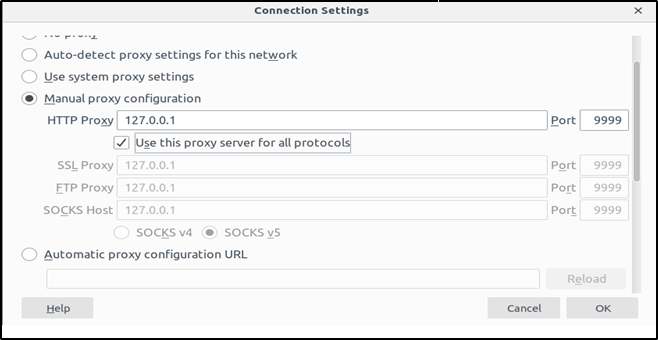 Connection Settings ×
No proxy
Auto-detect proxy settings for this network
Use system proxy settings
Manual proxy configuration
HTTP Proxy 127.0.0.1 Port 9999
Use this proxy server for all protocols
SSL Proxy 127.0.0.1 Port 9999
FTP Proxy 127.0.0.1 Port 9999
SOCKS Host 127.0.0.1 Port 9999
SOCKS v4 SOCKS v5
Automatic proxy configuration URL
Reload
Help Cancel OK